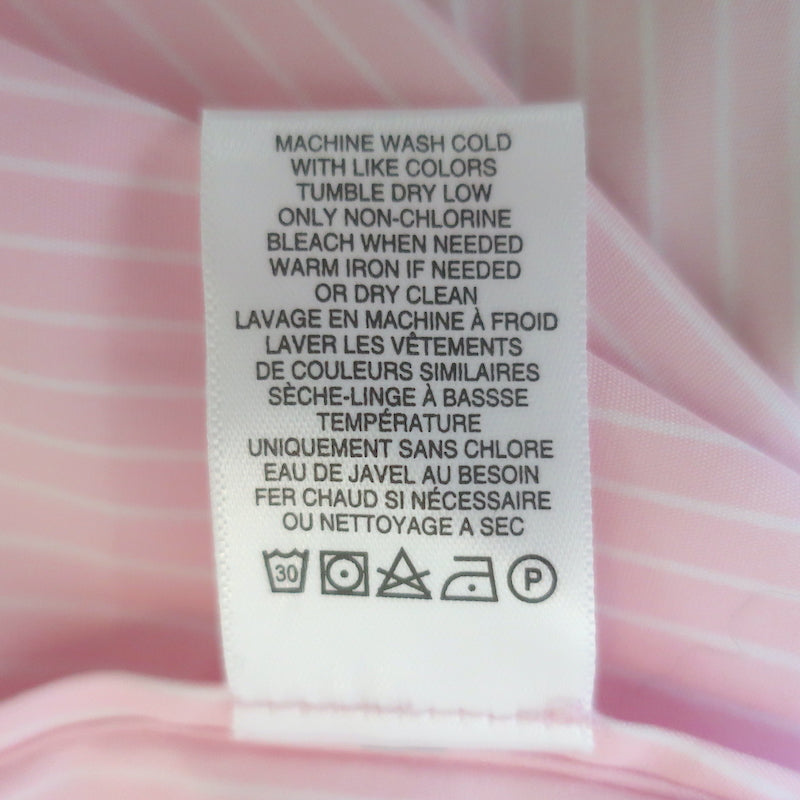 MACHINE WASH COLD
WITH LIKE COLORS
TUMBLE DRY LOW
ONLY NON-CHLORINE
BLEACH WHEN NEEDED
WARM IRON IF NEEDED
OR DRY CLEAN
LAVAGE EN MACHINE À FROID
LAVER LES VÊTEMENTS
DE COULEURS SIMILAIRES
SÈCHE-LINGE À BASSSE
TEMPÉRATURE
UNIQUEMENT SANS CHLORE
EAU DE JAVEL AU BESOIN
FER CHAUD SI NÉCESSAIRE
OU NETTOYAGE A SEC
30 P